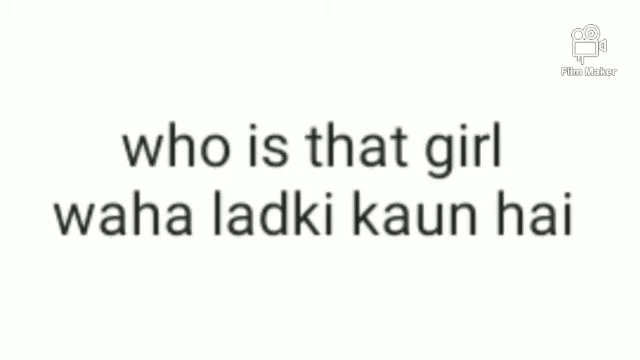 Film Maker
who is that girl
waha ladki kaun hai